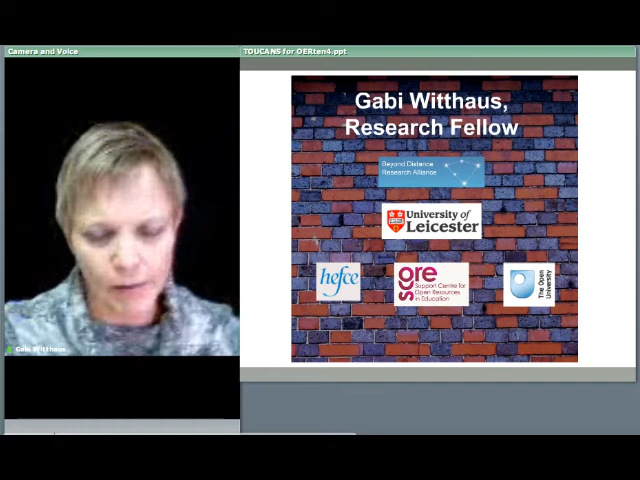 Camera and Voice
TOUCANS for OERten4.ppt
Gabi Witthaus,
Research Fellow
Beyond Distance
Research Alliance
University of
Leicester
hefce
score
Support Centre for
Open Resources
in Education
The Open
University
Gabi Witthaus